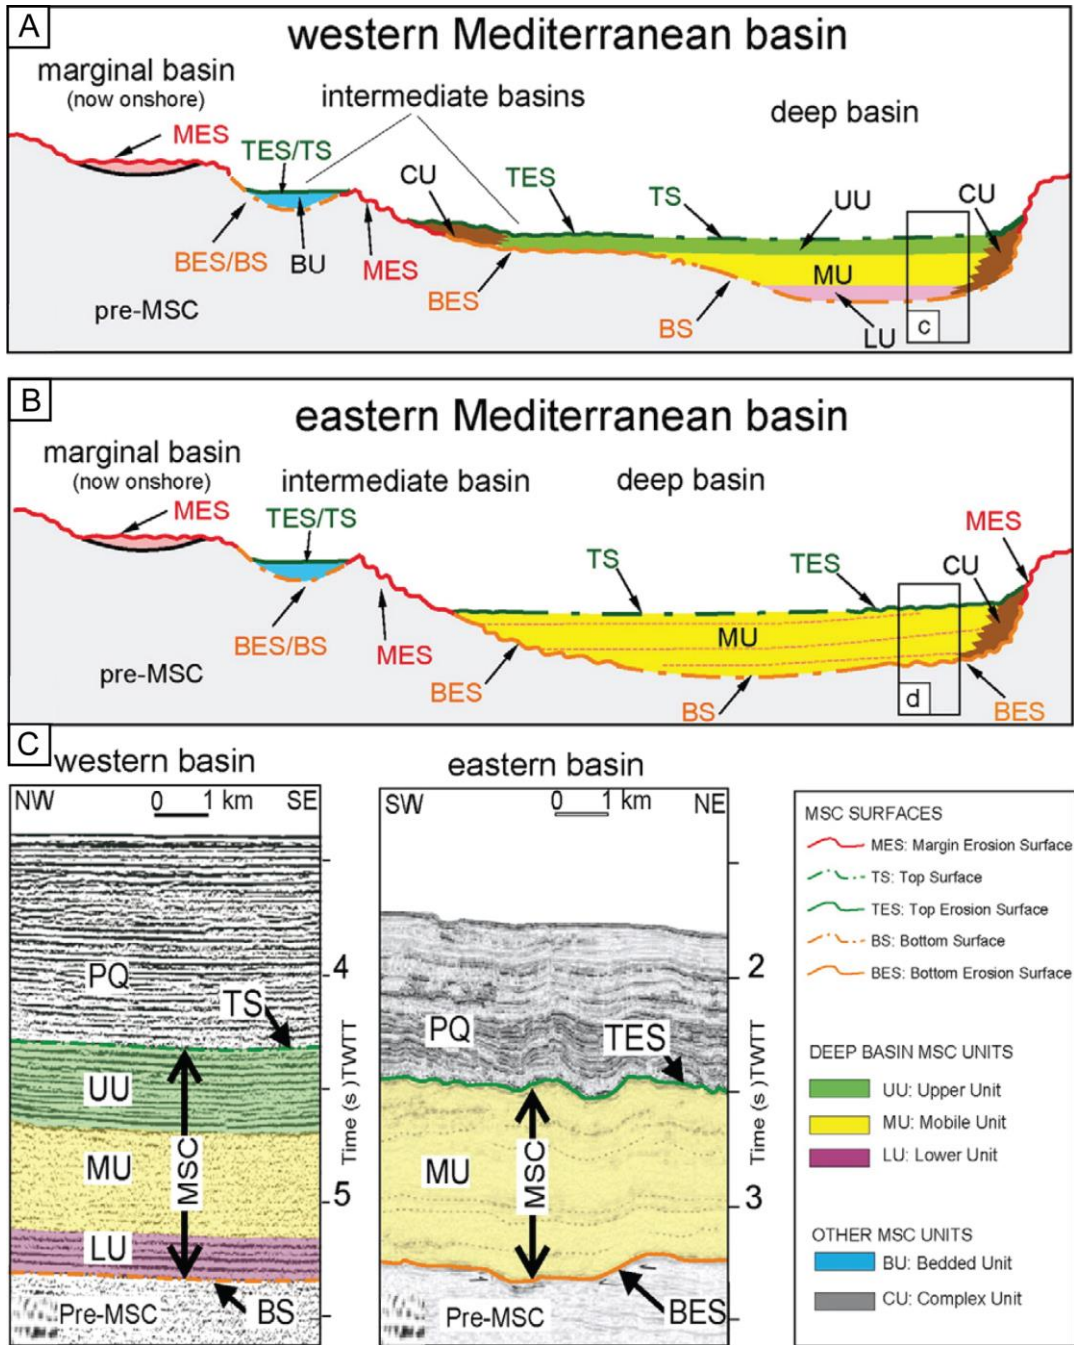 A
western Mediterranean basin
marginal basin
(now onshore)
intermediate basins
deep basin
MES
TES/TS
CU
TES
TS
UU
CU
BES/BS
BU
MES
BES
MU
BS
LU
c
pre-MSC
B
eastern Mediterranean basin
marginal basin
(now onshore)
intermediate basin
deep basin
MES
TES/TS
TS
TES
MES
CU
MU
BES/BS
MES
BES
BS
d
BES
pre-MSC
C
western basin
NW
0 1 km
SE
PQ
TS
UU
MU
MSC
LU
BS
Pre-MSC
4
5
Time (s )TWTT
eastern basin
SW
0 1 km
NE
PQ
TES
MU
MSC
BES
Pre-MSC
2
3
Time (s )TWTT
MSC SURFACES
MES: Margin Erosion Surface
TS: Top Surface
TES: Top Erosion Surface
BS: Bottom Surface
BES: Bottom Erosion Surface
DEEP BASIN MSC UNITS
UU: Upper Unit
MU: Mobile Unit
LU: Lower Unit
OTHER MSC UNITS
BU: Bedded Unit
CU: Complex Unit